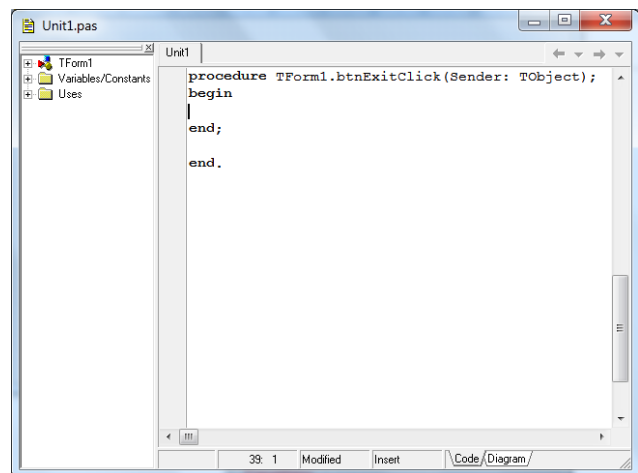 Unit1.pas
TForm1
Variables/Constants
Uses
Unit1
procedure TForm1.btnExitClick(Sender: TObject);
begin
end;
end.
39: 1 Modified Insert Code Diagram